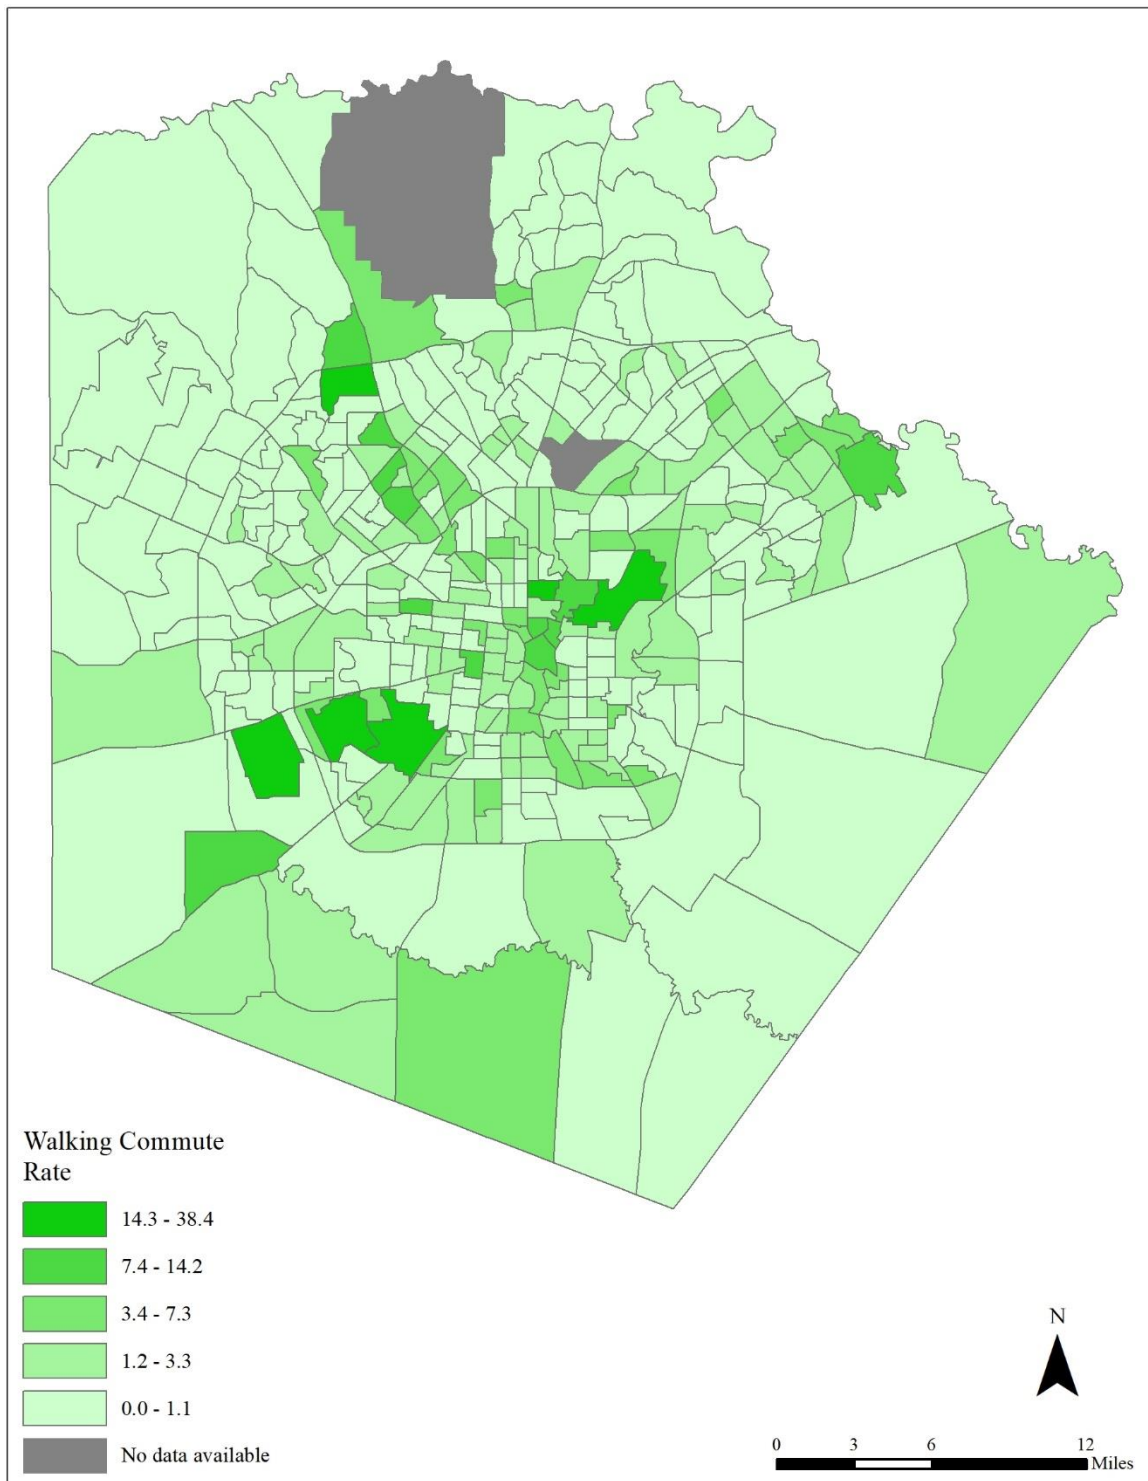 Walking Commute
Rate
14.3 - 38.4
7.4 - 14.2
3.4 - 7.3
1.2 - 3.3
0.0 - 1.1
No data available
N
0 3 6 12
Miles